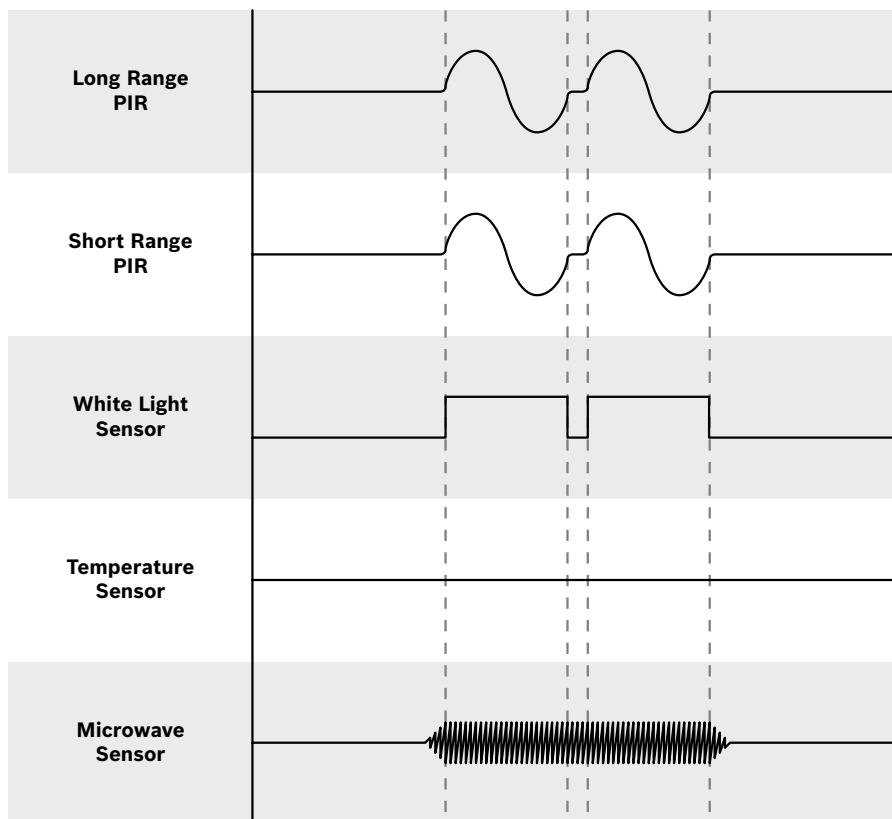 Long Range
PIR
Short Range
PIR
White Light
Sensor
Temperature
Sensor
Microwave
Sensor